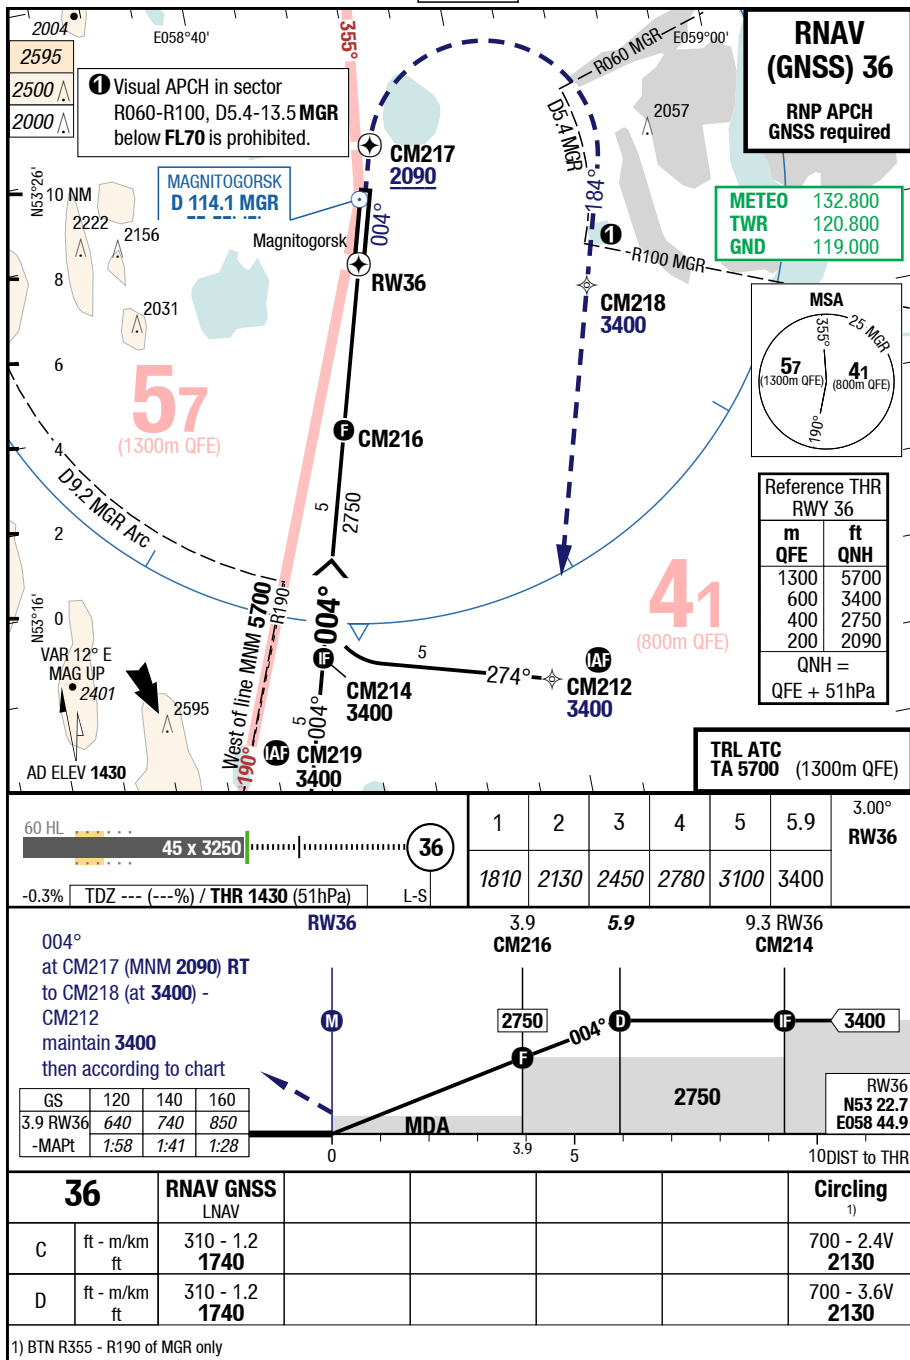 2004
E058°40'
355°
R060 MGR
E059°00'
RNAV
(GNSS) 36
RNP APCH
GNSS required
2595
2500
2000
1 Visual APCH in sector
R060-R100, D5.4-13.5 MGR
below FL70 is prohibited.
D5.4 MGR
2057
CM217
2090
N53°26'
10 NM
MAGNITOGORSK
D 114.1 MGR
004°
184°
METEO 132.800
TWR 120.800
GND 119.000
2222
2156
Magnitogorsk
1
R100 MGR
8
RW36
CM218
3400
2031
MSA
355°
25 MGR
57
(1300m QFE)
41
(800m QFE)
190°
6
57
(1300m QFE)
F CM216
4
D9.2 MGR Arc
5
2750
Reference THR
RWY 36
m ft
QFE QNH
1300 5700
600 3400
400 2750
200 2090
QNH =
QFE + 51hPa
2
N53°16'
0
West of line MNM 5700
R190°
004°
41
(800m QFE)
VAR 12° E
MAG UP
2401
IF
CM214
3400
5
274°
IAF
CM212
3400
2595
5
004°
190°
IAF CM219
3400
AD ELEV 1430
TRL ATC
TA 5700 (1300m QFE)
60 HL
45 x 3250
36
-0.3% TDZ --- (---%) / THR 1430 (51hPa) L-S
1 2 3 4 5 5.9 3.00°
RW36
1810 2130 2450 2780 3100 3400
RW36 3.9 5.9 9.3 RW36
CM216 CM214
004°
at CM217 (MNM 2090) RT
to CM218 (at 3400) -
CM212
maintain 3400
then according to chart
M 2750 004° D IF 3400
F
2750
MDA
RW36
N53 22.7
E058 44.9
GS 120 140 160
3.9 RW36 640 740 850
-MAPt 1:58 1:41 1:28
0 3.9 5 10 DIST to THR
36 RNAV GNSS Circling
LNAV 1)
C ft - m/km 310 - 1.2 700 - 2.4V
ft 1740 2130
D ft - m/km 310 - 1.2 700 - 3.6V
ft 1740 2130
1) BTN R355 - R190 of MGR only